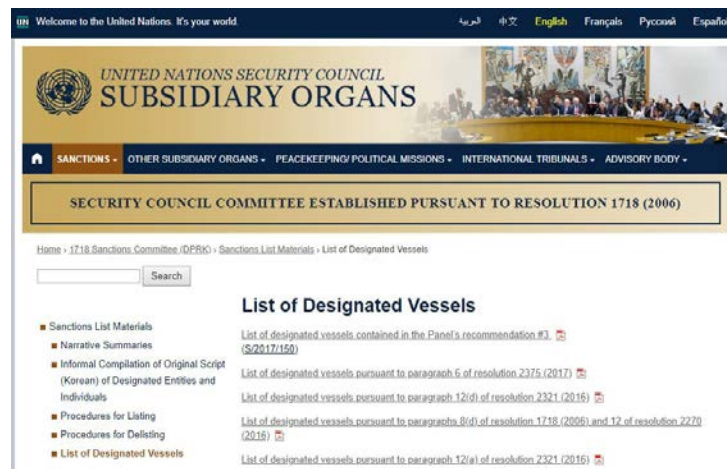 UN Welcome to the United Nations. It's your world. العربية 中文 English Français Русский Españo
UNITED NATIONS SECURITY COUNCIL
SUBSIDIARY ORGANS
SANCTIONS OTHER SUBSIDIARY ORGANS PEACEKEEPING/ POLITICAL MISSIONS INTERNATIONAL TRIBUNALS ADVISORY BODY
SECURITY COUNCIL COMMITTEE ESTABLISHED PURSUANT TO RESOLUTION 1718 (2006)
Home › 1718 Sanctions Committee (DPRK) › Sanctions List Materials › List of Designated Vessels
Search
Sanctions List Materials
Narrative Summaries
Informal Compilation of Original Script
(Korean) of Designated Entities and
Individuals
Procedures for Listing
Procedures for Delisting
List of Designated Vessels
List of Designated Vessels
List of designated vessels contained in the Panel's recommendation #3.
(S/2017/150)
List of designated vessels pursuant to paragraph 6 of resolution 2375 (2017)
List of designated vessels pursuant to paragraph 12(d) of resolution 2321 (2016)
List of designated vessels pursuant to paragraphs 8(d) of resolution 1718 (2006) and 12 of resolution 2270
(2016)
List of designated vessels pursuant to paragraph 12(a) of resolution 2321 (2016)